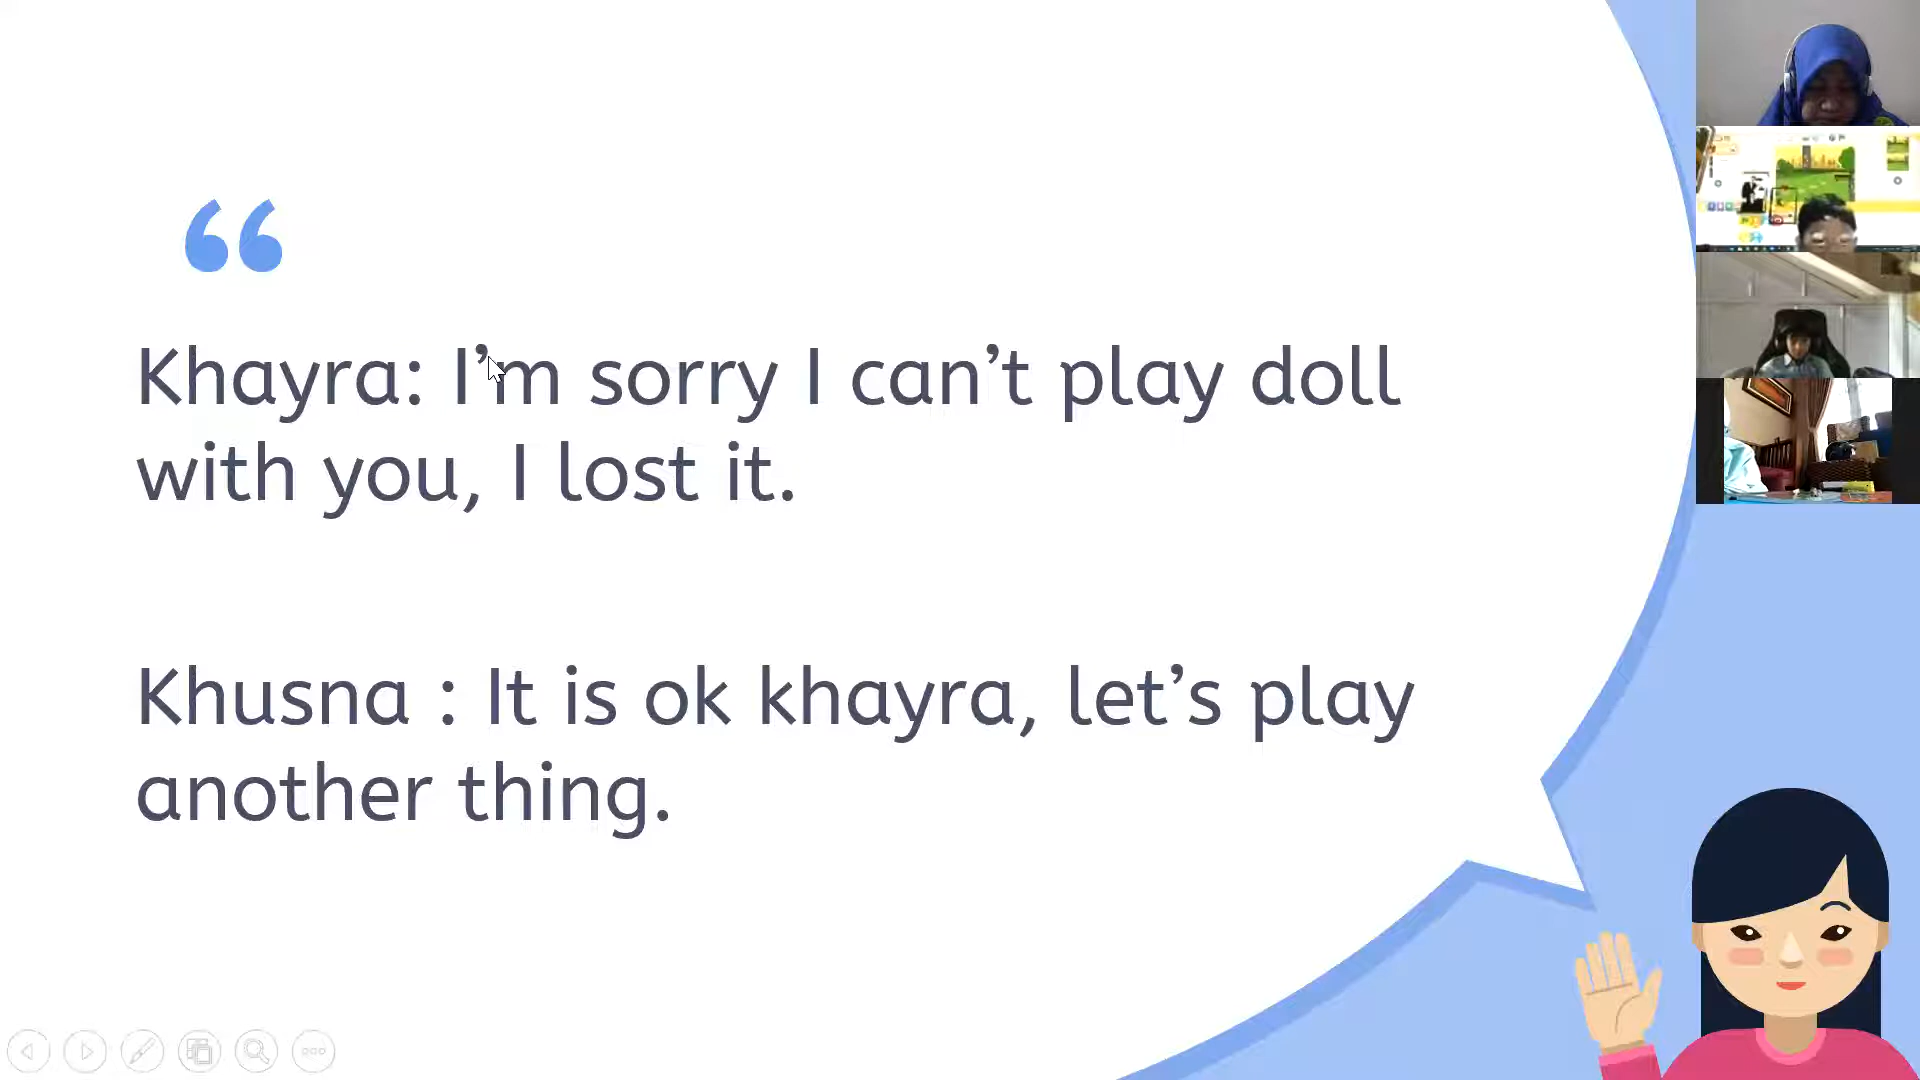 “
Khayra: I’m sorry I can’t play doll
with you, I lost it.
Khusna : It is ok khayra, let’s play
another thing.